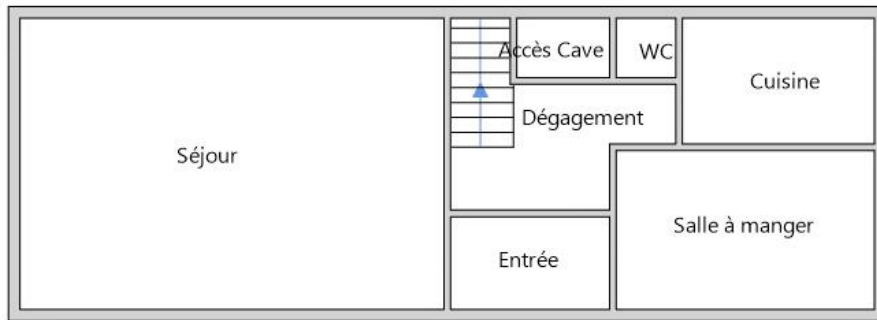 Accès Cave
WC
Cuisine
Dégagement
Séjour
Salle à manger
Entrée